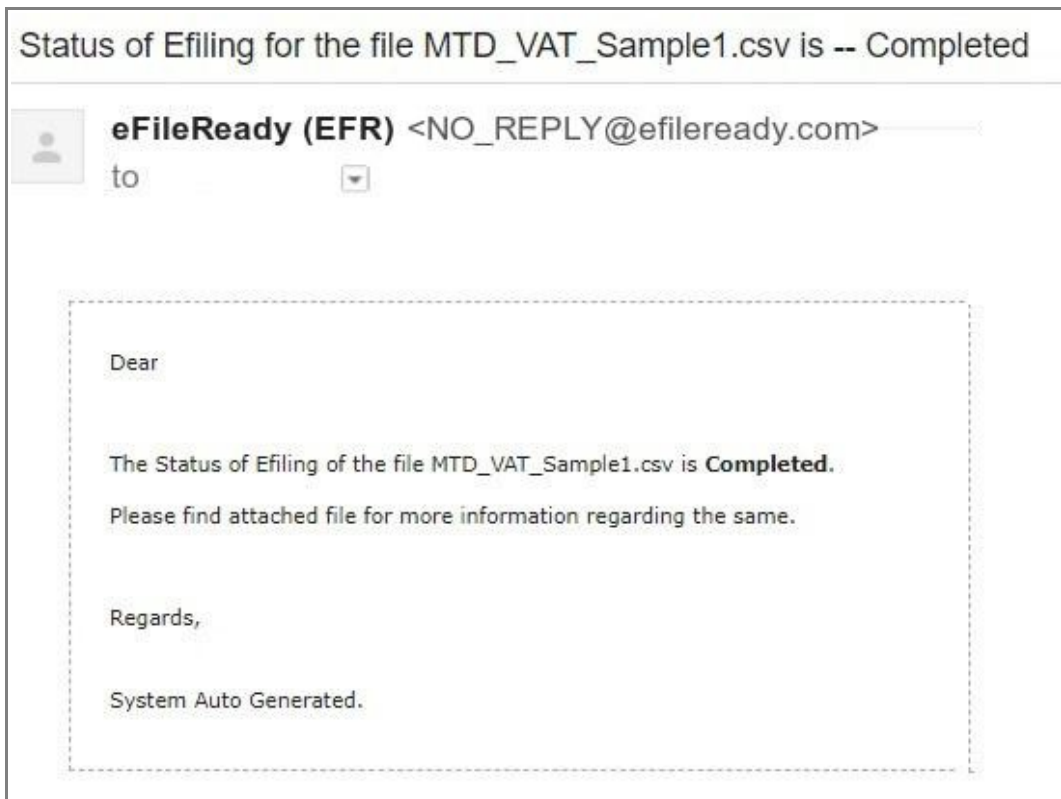 Status of Efiling for the file MTD_VAT_Sample1.csv is -- Completed
eFileReady (EFR) <NO_REPLY@efileready.com>
to
Dear
The Status of Efiling of the file MTD_VAT_Sample1.csv is Completed.
Please find attached file for more information regarding the same.
Regards,
System Auto Generated.